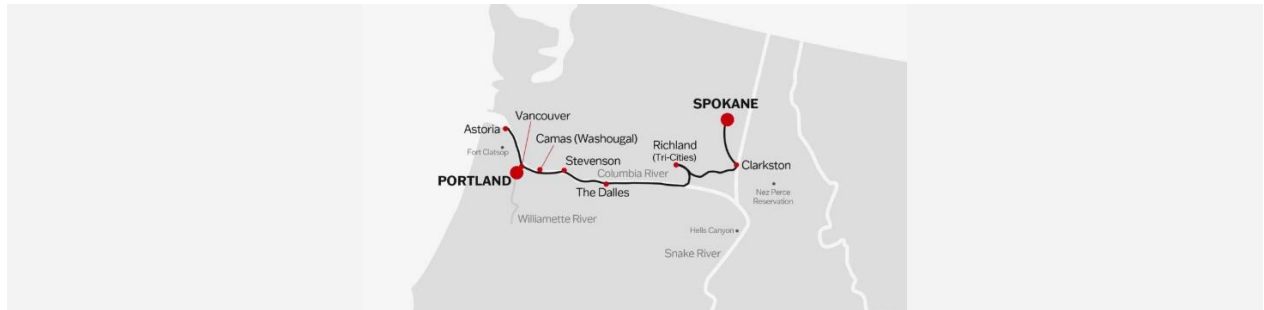 SPOKANE
Vancouver
Astoria
Camas (Washougal)
Fort Clatsop
Richland
(Tri-Cities)
Stevenson
Clarkston
Columbia River
PORTLAND
The Dalles
Nez Perce
Reservation
Williamette River
Hells Canyon
Snake River